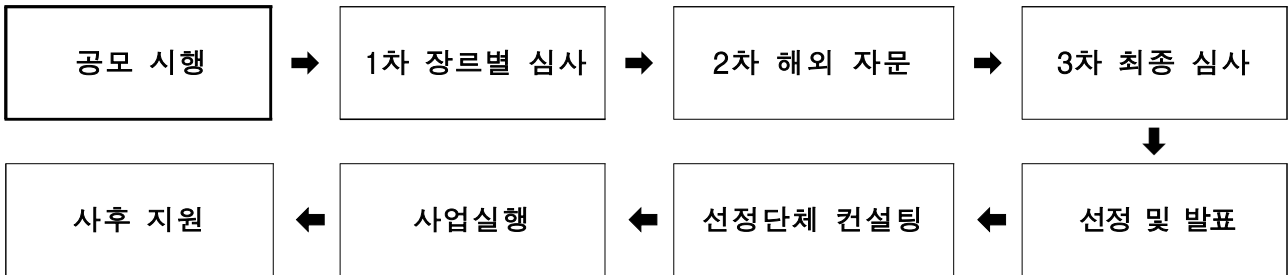 공모 시행
1차 장르별 심사
2차 해외 자문
3차 최종 심사
선정 및 발표
선정단체 컨설팅
사업실행
사후 지원